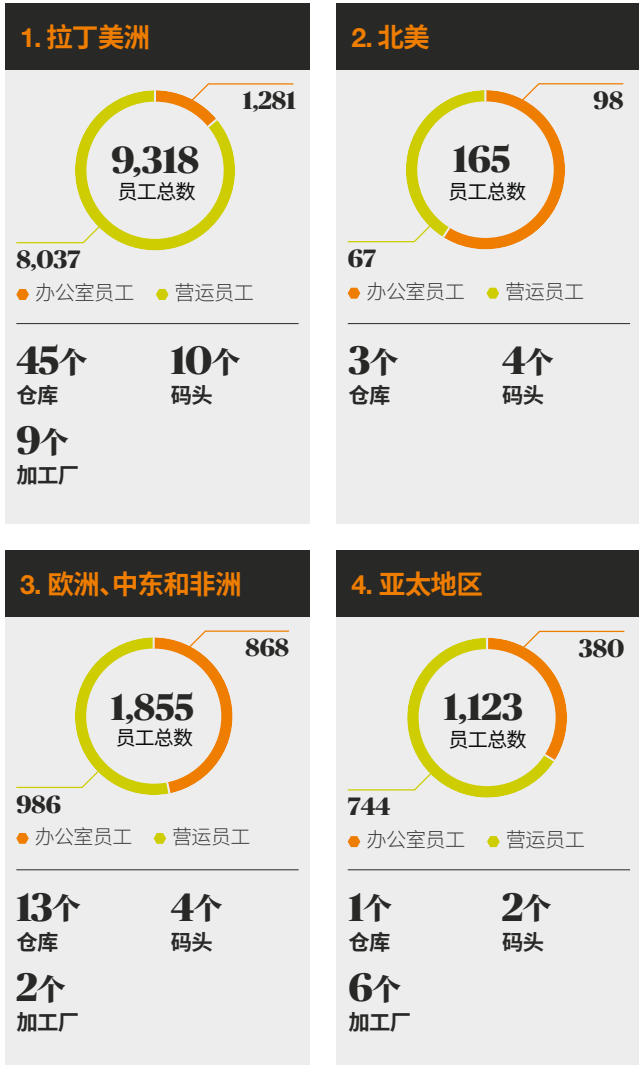 1. 拉丁美洲
1,281
9,318
员工总数
8,037
办公室员工 营运员工
45个 10个
仓库 码头
9个
加工厂
2. 北美
98
165
员工总数
67
办公室员工 营运员工
3个 4个
仓库 码头
3. 欧洲、中东和非洲
868
1,855
员工总数
986
办公室员工 营运员工
13个 4个
仓库 码头
2个
加工厂
4. 亚太地区
380
1,123
员工总数
744
办公室员工 营运员工
1个 2个
仓库 码头
6个
加工厂